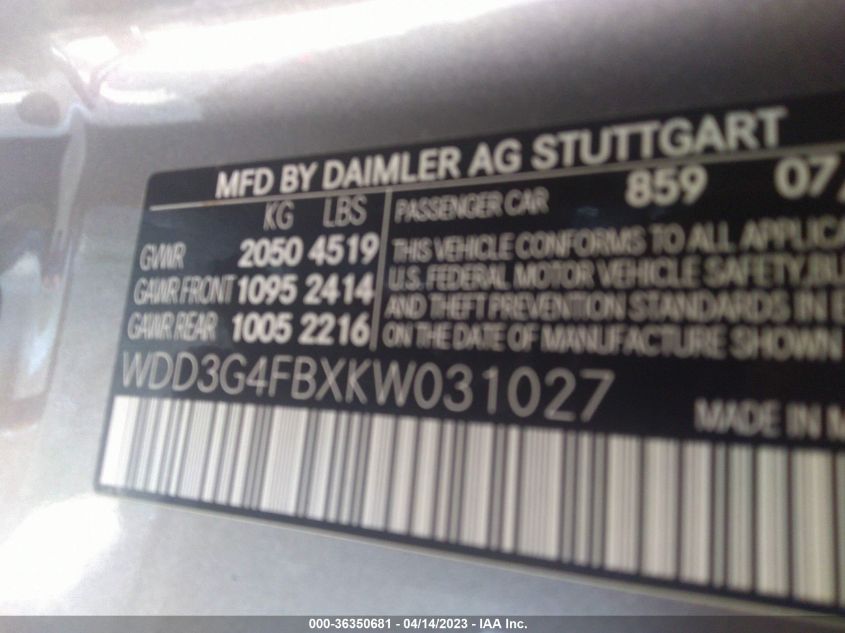 MFD BY DAIMLER AG STUTTGART
KG LBS
GVWR 2050 4519
GAWR FRONT 1095 2414
GAWR REAR 1005 2216
PASSENGER CAR 859 07/
THIS VEHICLE CONFORMS TO ALL APPLICA
U.S. FEDERAL MOTOR VEHICLE SAFETY, BU
AND THEFT PREVENTION STANDARDS IN E
ON THE DATE OF MANUFACTURE SHOWN
WDD3G4FBXKW031027
MADE IN M
000-36350681 - 04/14/2023 - IAA Inc.